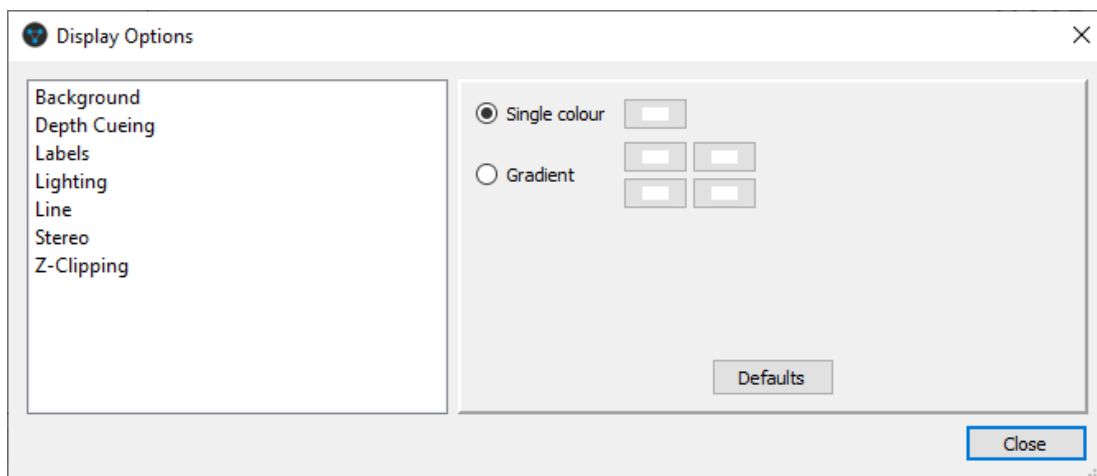 Display Options
Background
Depth Cueing
Labels
Lighting
Line
Stereo
Z-Clipping
Single colour
Gradient
Defaults
Close